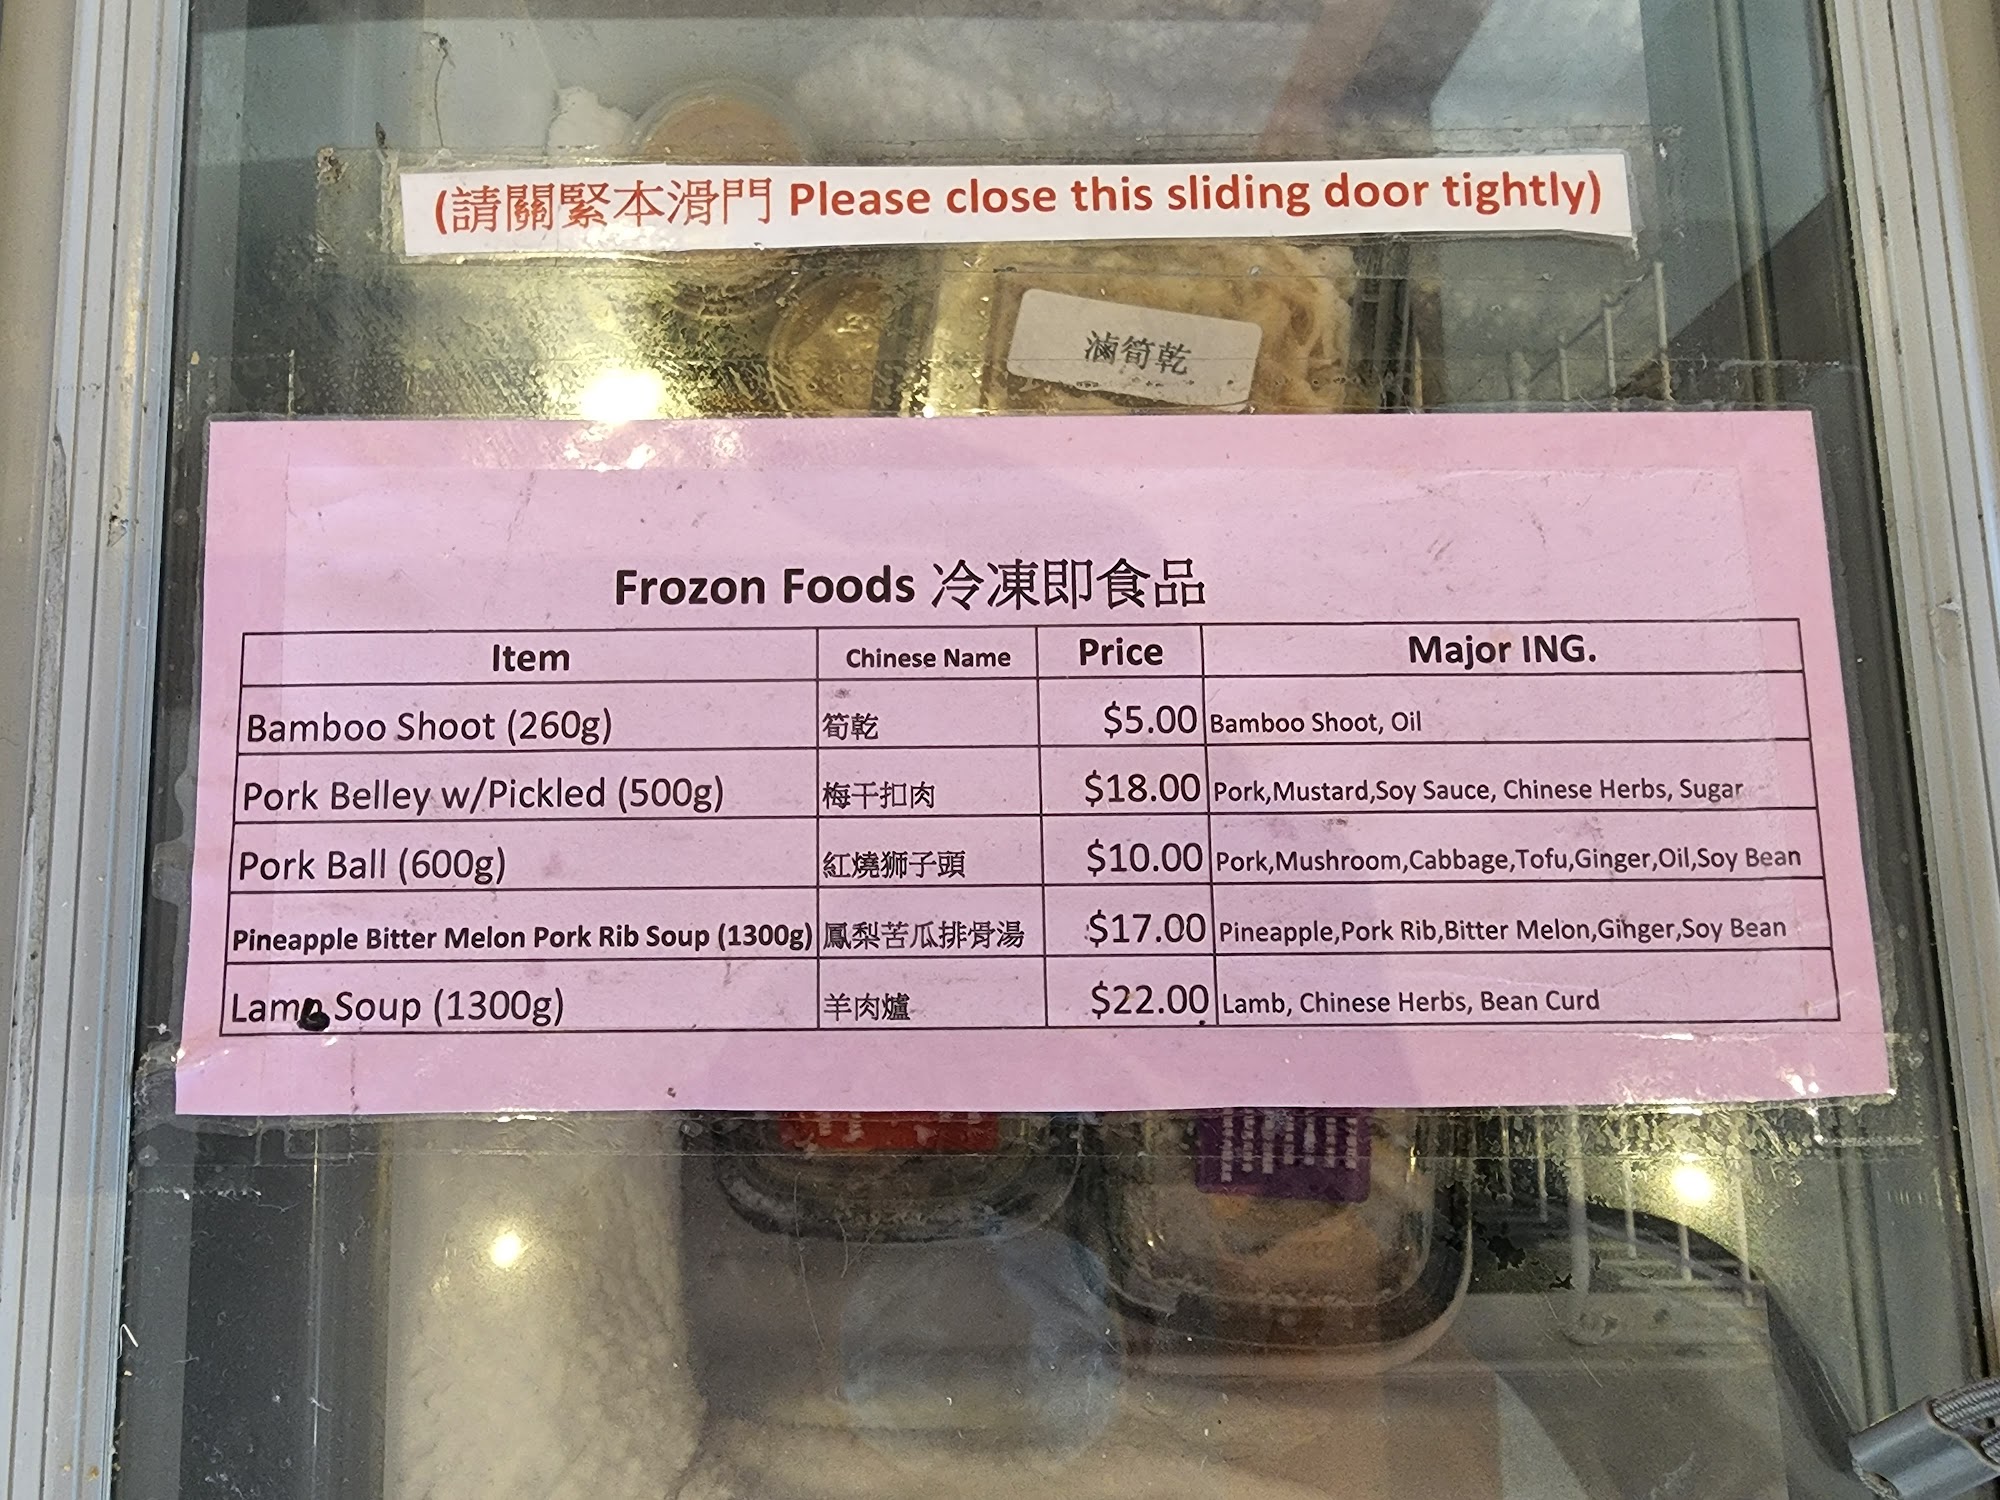 (請關緊本滑門 Please close this sliding door tightly)
滷筍乾
Frozon Foods 冷凍即食品
Item Chinese Name Price Major ING.
Bamboo Shoot (260g) 筍乾 $5.00 Bamboo Shoot, Oil
Pork Belley w/Pickled (500g) 梅干扣肉 $18.00 Pork,Mustard,Soy Sauce, Chinese Herbs, Sugar
Pork Ball (600g) 紅燒狮子頭 $10.00 Pork,Mushroom,Cabbage,Tofu,Ginger,Oil,Soy Bean
Pineapple Bitter Melon Pork Rib Soup (1300g) 鳳梨苦瓜排骨湯 $17.00 Pineapple,Pork Rib,Bitter Melon,Ginger,Soy Bean
Lamb Soup (1300g) 羊肉爐 $22.00 Lamb, Chinese Herbs, Bean Curd